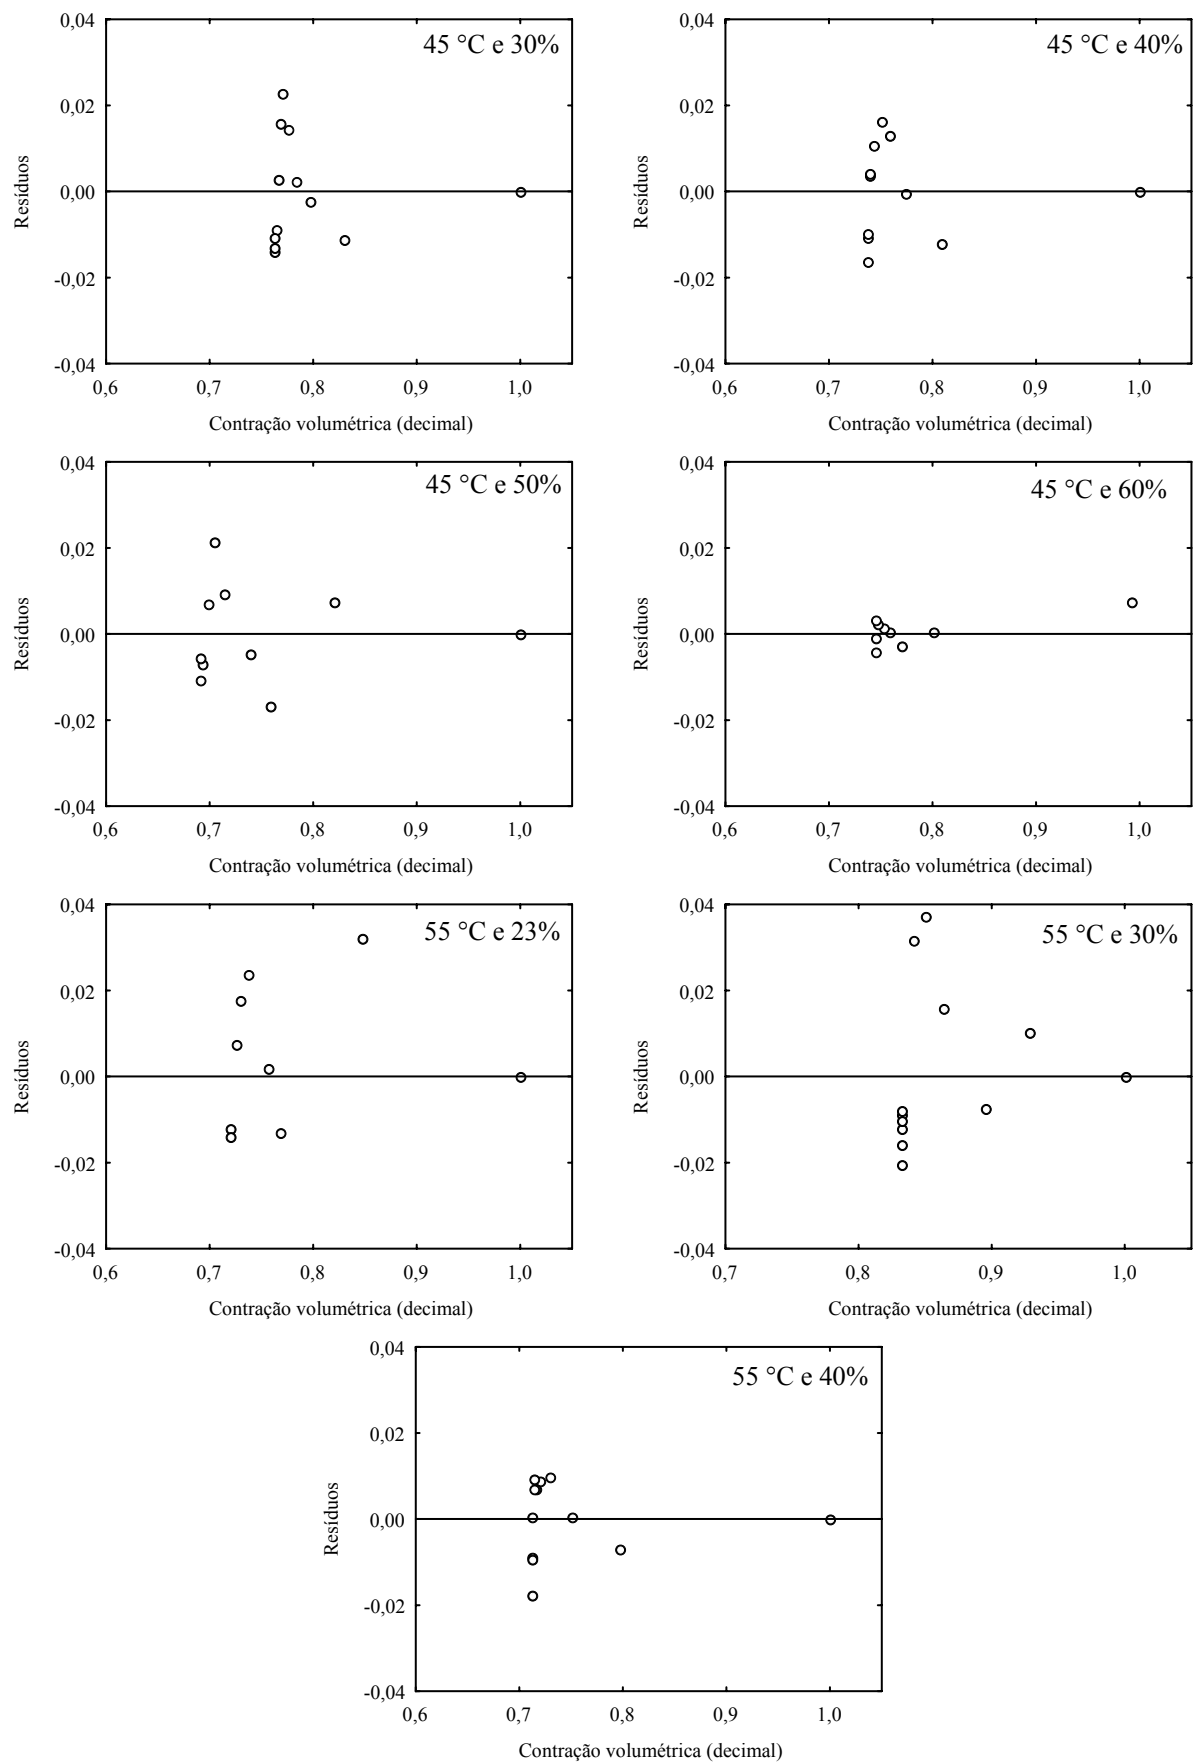 0,04
45 °C e 30%
0,02
0,00
-0,02
-0,04
Resíduos
0,6 0,7 0,8 0,9 1,0
Contração volumétrica (decimal)
0,04
45 °C e 40%
0,02
0,00
-0,02
-0,04
Resíduos
0,6 0,7 0,8 0,9 1,0
Contração volumétrica (decimal)
0,04
45 °C e 50%
0,02
0,00
-0,02
-0,04
Resíduos
0,6 0,7 0,8 0,9 1,0
Contração volumétrica (decimal)
0,04
45 °C e 60%
0,02
0,00
-0,02
-0,04
Resíduos
0,6 0,7 0,8 0,9 1,0
Contração volumétrica (decimal)
0,04
55 °C e 23%
0,02
0,00
-0,02
-0,04
Resíduos
0,6 0,7 0,8 0,9 1,0
Contração volumétrica (decimal)
0,04
55 °C e 30%
0,02
0,00
-0,02
-0,04
Resíduos
0,7 0,8 0,9 1,0
Contração volumétrica (decimal)
0,04
55 °C e 40%
0,02
0,00
-0,02
-0,04
Resíduos
0,6 0,7 0,8 0,9 1,0
Contração volumétrica (decimal)